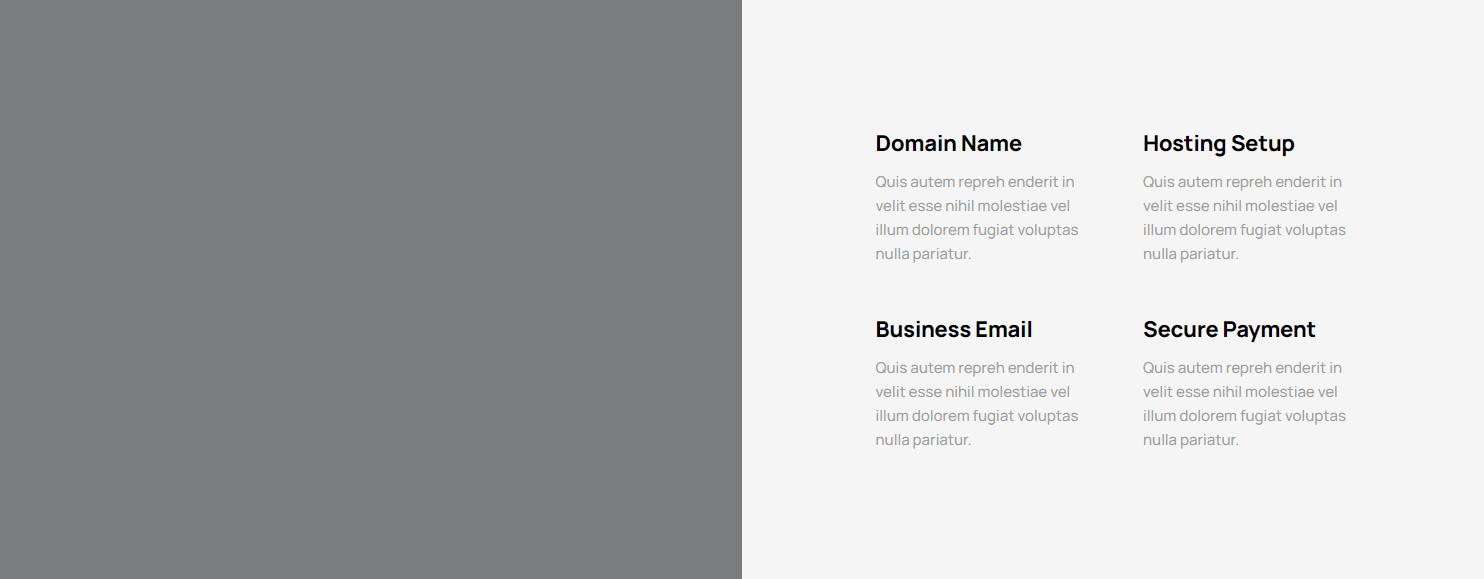 Domain Name
Quis autem repreh enderit in
velit esse nihil molestiae vel
illum dolorem fugiat voluptas
nulla pariatur.
Hosting Setup
Quis autem repreh enderit in
velit esse nihil molestiae vel
illum dolorem fugiat voluptas
nulla pariatur.
Business Email
Quis autem repreh enderit in
velit esse nihil molestiae vel
illum dolorem fugiat voluptas
nulla pariatur.
Secure Payment
Quis autem repreh enderit in
velit esse nihil molestiae vel
illum dolorem fugiat voluptas
nulla pariatur.